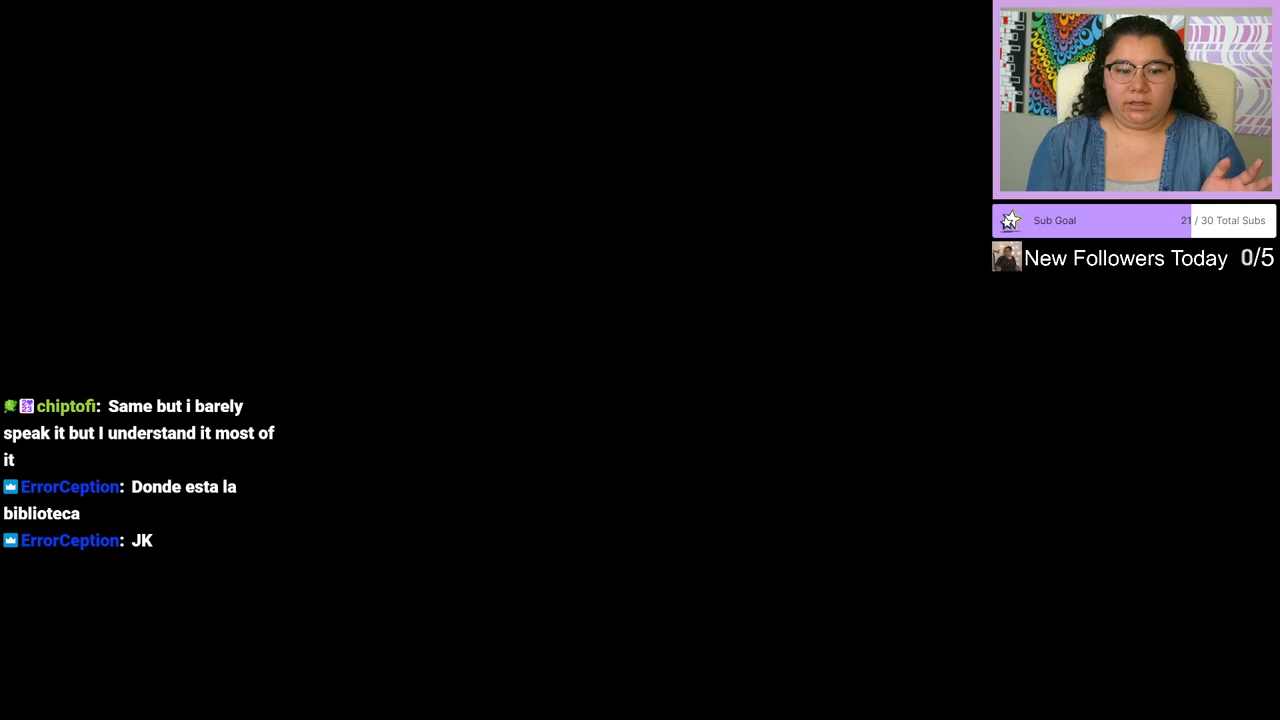 Sub Goal 21 / 30 Total Subs
New Followers Today 0/5
chiptofi: Same but i barely
speak it but I understand it most of
it
ErrorCeption: Donde esta la
biblioteca
ErrorCeption: JK